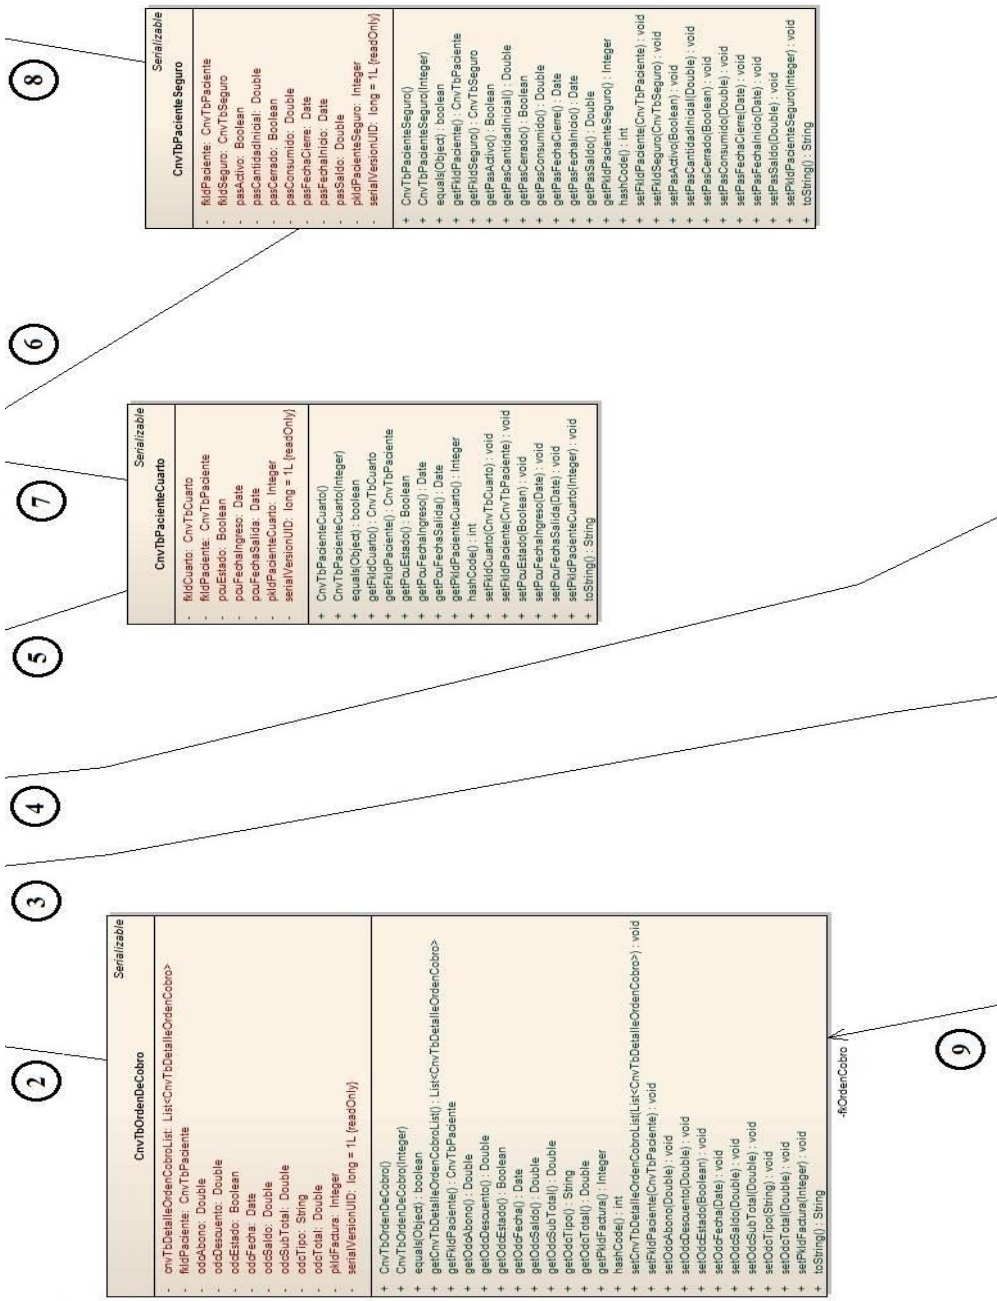 2
3
4
5
7
6
8
Serializable
CnvTbOrdenDeCobro
- cnvTbDetalleOrdenCobroList: List<CnvTbDetalleOrdenCobro>
- fkIdPaciente: CnvTbPaciente
- odcAbono: Double
- odcDescuento: Double
- odcEstado: Boolean
- odcFecha: Date
- odcSaldo: Double
- odcSubTotal: Double
- odcTipo: String
- odcTotal: Double
- pkIdFactura: Integer
- serialVersionUID: long = 1L {readOnly}
+ CnvTbOrdenDeCobro()
+ CnvTbOrdenDeCobro(Integer)
+ equals(Object) : boolean
+ getCnvTbDetalleOrdenCobroList() : List<CnvTbDetalleOrdenCobro>
+ getFkIdPaciente() : CnvTbPaciente
+ getOdcAbono() : Double
+ getOdcDescuento() : Double
+ getOdcEstado() : Boolean
+ getOdcFecha() : Date
+ getOdcSaldo() : Double
+ getOdcSubTotal() : Double
+ getOdcTipo() : String
+ getOdcTotal() : Double
+ getPkIdFactura() : Integer
+ hashCode() : int
+ setCnvTbDetalleOrdenCobroList(List<CnvTbDetalleOrdenCobro>) : void
+ setFkIdPaciente(CnvTbPaciente) : void
+ setOdcAbono(Double) : void
+ setOdcDescuento(Double) : void
+ setOdcEstado(Boolean) : void
+ setOdcFecha(Date) : void
+ setOdcSaldo(Double) : void
+ setOdcSubTotal(Double) : void
+ setOdcTipo(String) : void
+ setOdcTotal(Double) : void
+ setPkIdFactura(Integer) : void
+ toString() : String
-fkOrdenCobro
9
Serializable
CnvTbPacienteCuarto
- fkIdCuarto: CnvTbCuarto
- fkIdPaciente: CnvTbPaciente
- pcuEstado: Boolean
- pcuFechaIngreso: Date
- pcuFechaSalida: Date
- pkIdPacienteCuarto: Integer
- serialVersionUID: long = 1L {readOnly}
+ CnvTbPacienteCuarto()
+ CnvTbPacienteCuarto(Integer)
+ equals(Object) : boolean
+ getFkIdCuarto() : CnvTbCuarto
+ getFkIdPaciente() : CnvTbPaciente
+ getPcuEstado() : Boolean
+ getPcuFechaIngreso() : Date
+ getPcuFechaSalida() : Date
+ getPkIdPacienteCuarto() : Integer
+ hashCode() : int
+ setFkIdCuarto(CnvTbCuarto) : void
+ setFkIdPaciente(CnvTbPaciente) : void
+ setPcuEstado(Boolean) : void
+ setPcuFechaIngreso(Date) : void
+ setPcuFechaSalida(Date) : void
+ setPkIdPacienteCuarto(Integer) : void
+ toString() : String
Serializable
CnvTbPacienteSeguro
- fkIdPaciente: CnvTbPaciente
- fkIdSeguro: CnvTbSeguro
- pasActivo: Boolean
- pasCantidadInicial: Double
- pasCerrado: Boolean
- pasConsumido: Double
- pasFechaCierre: Date
- pasFechaInicio: Date
- pasSaldo: Double
- pkIdPacienteSeguro: Integer
- serialVersionUID: long = 1L {readOnly}
+ CnvTbPacienteSeguro()
+ CnvTbPacienteSeguro(Integer)
+ equals(Object) : boolean
+ getFkIdPaciente() : CnvTbPaciente
+ getFkIdSeguro() : CnvTbSeguro
+ getPasActivo() : Boolean
+ getPasCantidadInicial() : Double
+ getPasCerrado() : Boolean
+ getPasConsumido() : Double
+ getPasFechaCierre() : Date
+ getPasFechaInicio() : Date
+ getPasSaldo() : Double
+ getPkIdPacienteSeguro() : Integer
+ hashCode() : int
+ setFkIdPaciente(CnvTbPaciente) : void
+ setFkIdSeguro(CnvTbSeguro) : void
+ setPasActivo(Boolean) : void
+ setPasCantidadInicial(Double) : void
+ setPasCerrado(Boolean) : void
+ setPasConsumido(Double) : void
+ setPasFechaCierre(Date) : void
+ setPasFechaInicio(Date) : void
+ setPasSaldo(Double) : void
+ setPkIdPacienteSeguro(Integer) : void
+ toString() : String